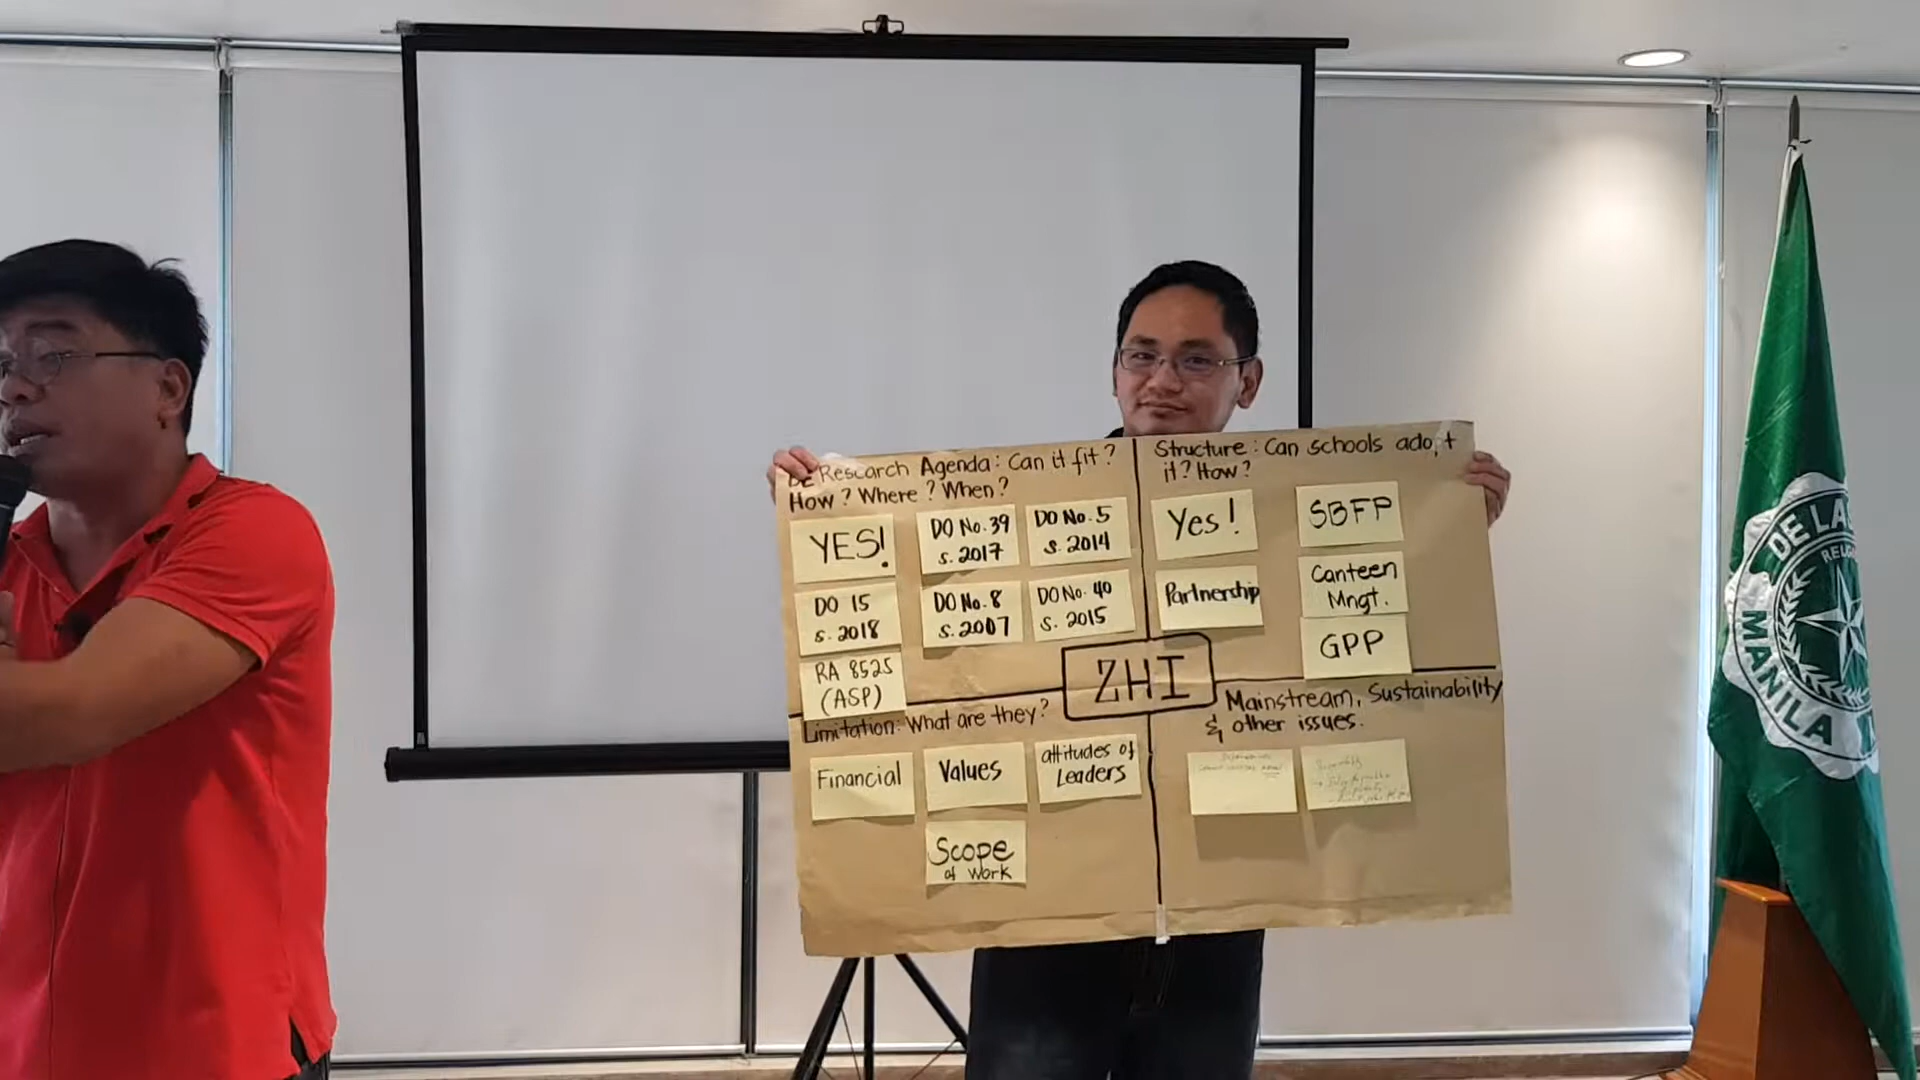 BE Research Agenda: Can it fit?
How? Where? When?
YES!
DO No. 39
s. 2017
DO No. 5
s. 2014
DO 15
s. 2018
DO No. 8
s. 2007
DO No. 40
s. 2015
RA 8525
(ASP)
Structure: Can schools adopt
it? How?
Yes!
SBFP
Partnership
Canteen
Mngt.
GPP
ZHI
Limitation: What are they?
Financial
Values
attitudes of
Leaders
Scope
of Work
Mainstream, Sustainability
& other issues.
DE LA
MANILA